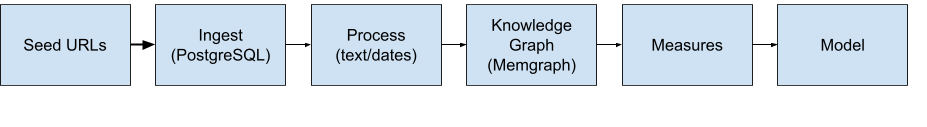 Seed URLs
Ingest
(PostgreSQL)
Process
(text/dates)
Knowledge
Graph
(Memgraph)
Measures
Model